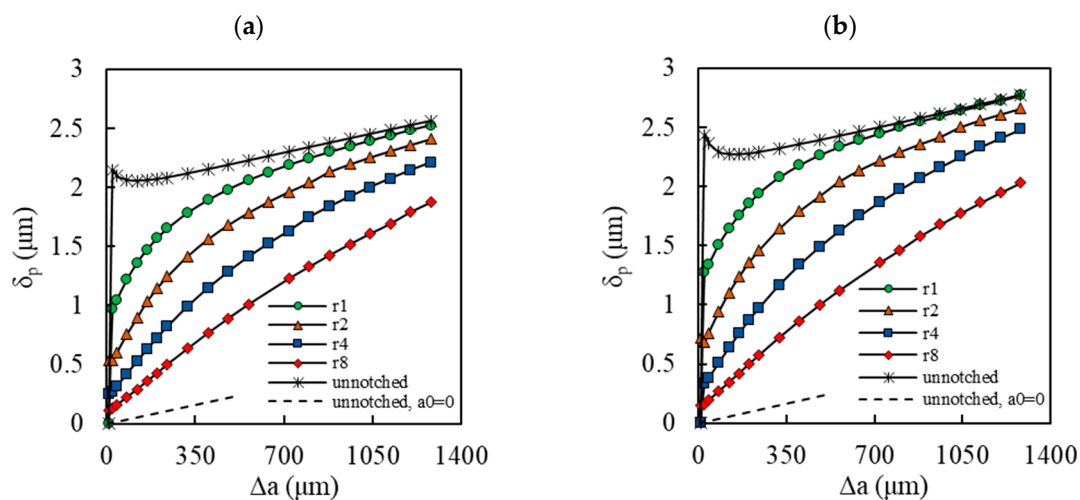 (a)
3
2.5
2
1.5
1
0.5
0
δp (μm)
r1
r2
r4
r8
unnotched
unnotched, a0=0
0 350 700 1050 1400
Δa (μm)
(b)
3
2.5
2
1.5
1
0.5
0
δp (μm)
r1
r2
r4
r8
unnotched
unnotched, a0=0
0 350 700 1050 1400
Δa (μm)